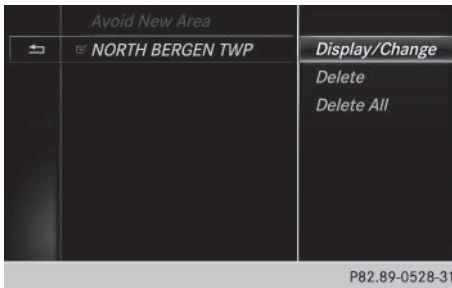 Avoid New Area
NORTH BERGEN TWP
Display/Change
Delete
Delete All
P82.89-0528-31